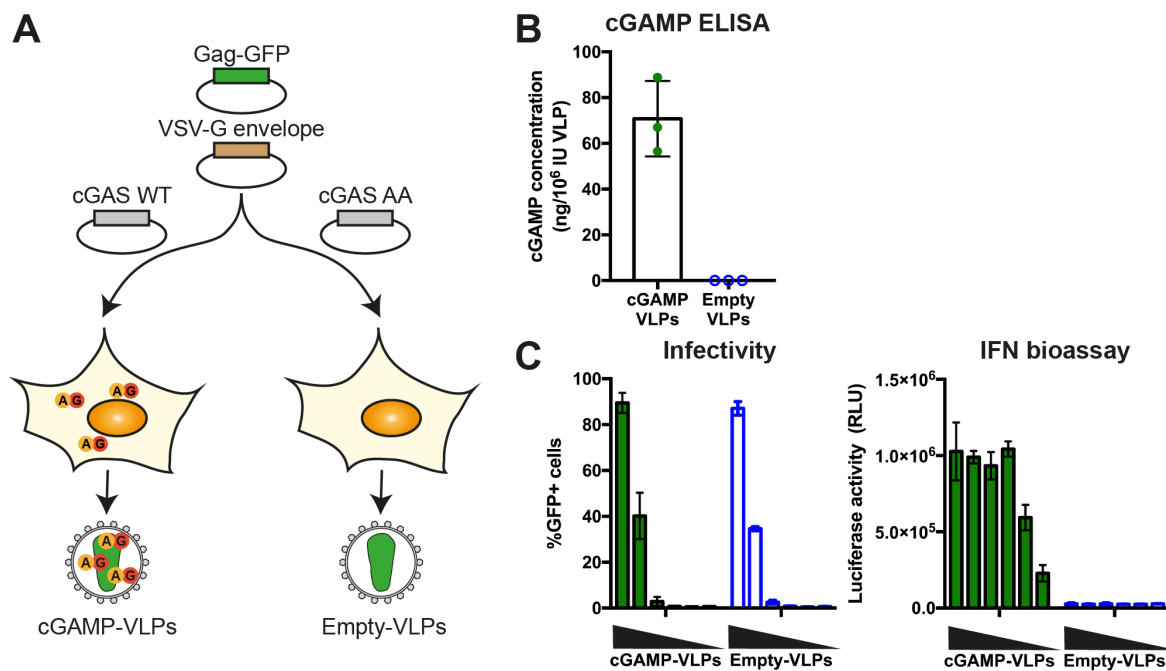 A
Gag-GFP
VSV-G envelope
cGAS WT
cGAS AA
A G
A G
A G
A G
A G
A G
cGAMP-VLPs
Empty-VLPs
B
cGAMP ELISA
cGAMP concentration
(ng/10⁶ IU VLP)
100
80
60
40
20
0
cGAMP
VLPs
Empty
VLPs
C
Infectivity
%GFP+ cells
100
80
60
40
20
0
cGAMP-VLPs
Empty-VLPs
IFN bioassay
Luciferase activity (RLU)
1.5×10⁶
1.0×10⁶
5.0×10⁵
0.0
cGAMP-VLPs
Empty-VLPs